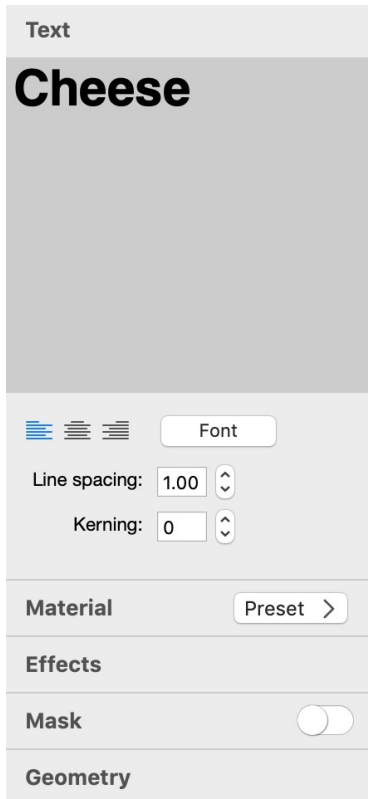 Text
Cheese
Font
Line spacing: 1.00
Kerning: 0
Material Preset
Effects
Mask
Geometry